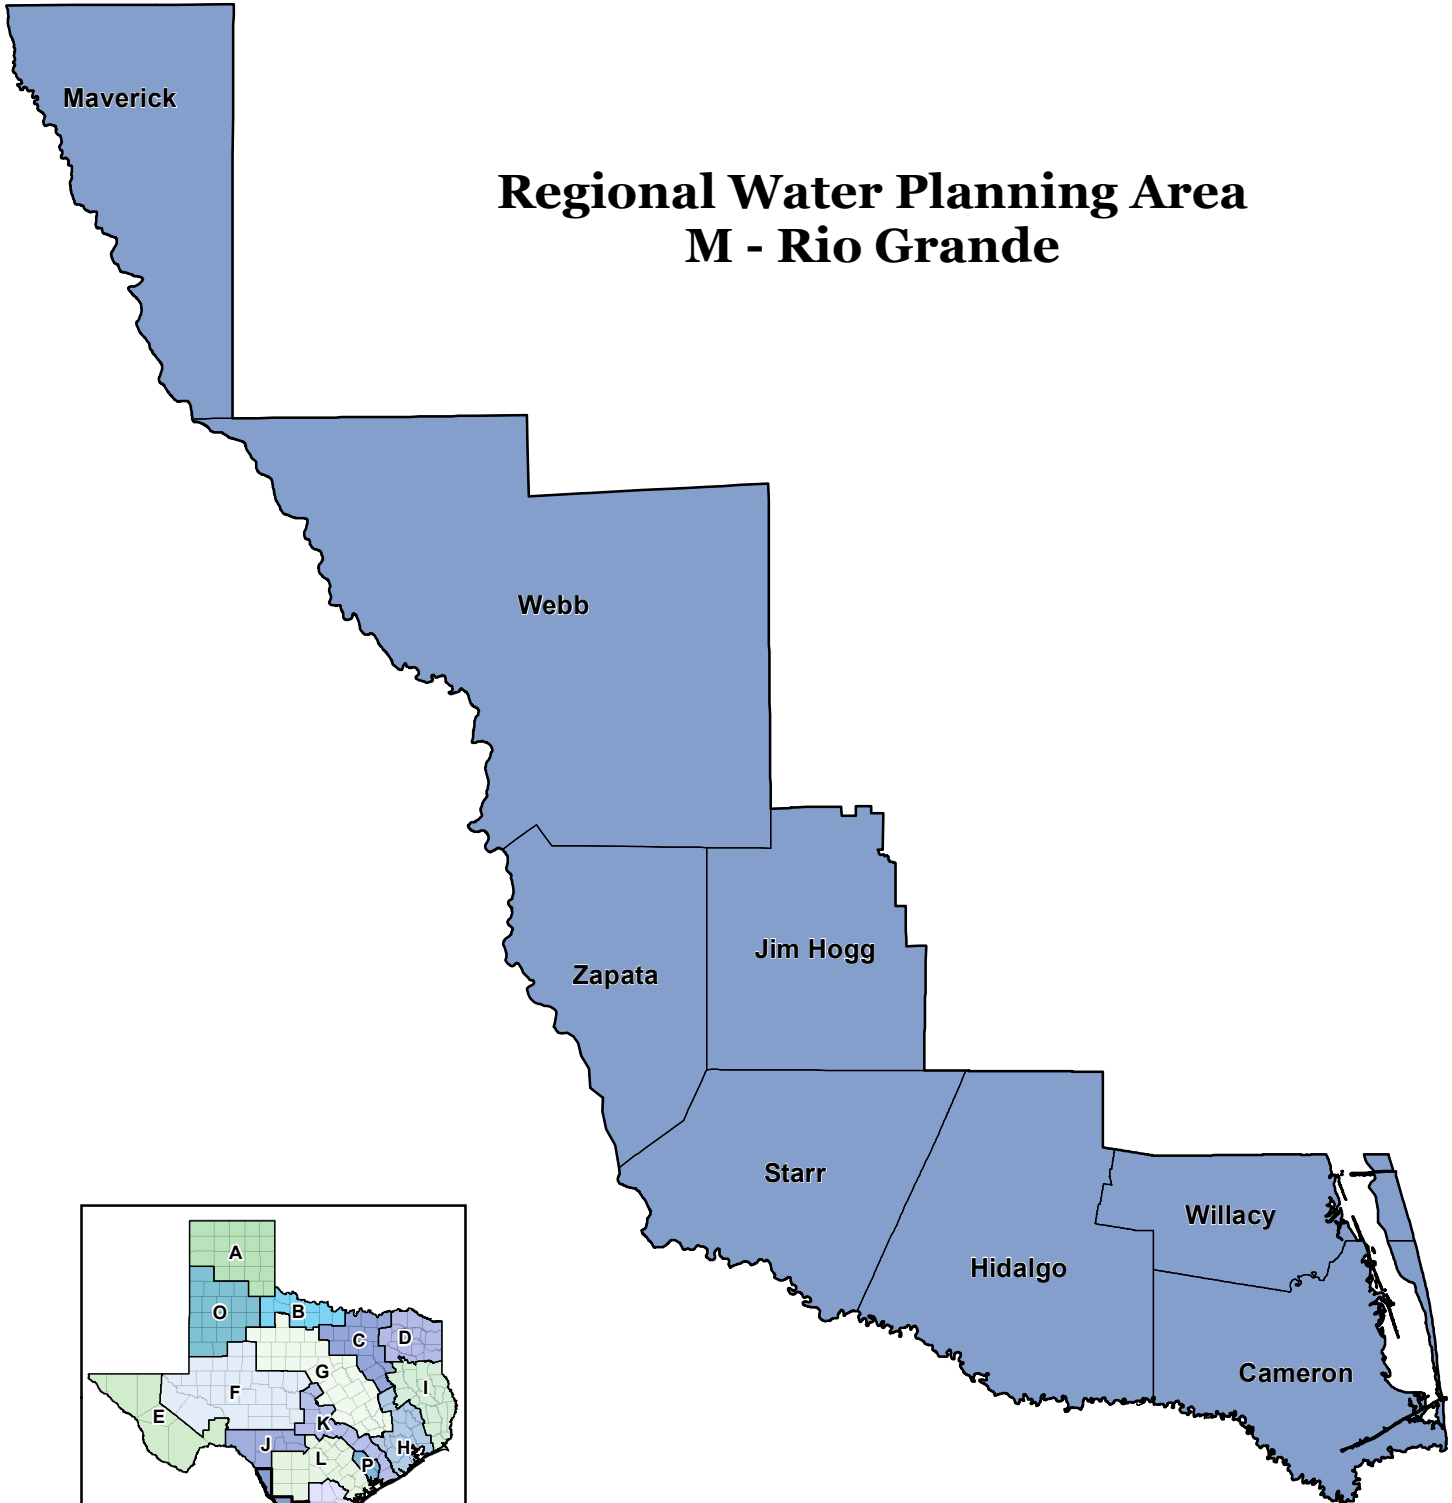 Maverick
Regional Water Planning Area
M - Rio Grande
Webb
Jim Hogg
Zapata
Starr
Willacy
Hidalgo
Cameron
A
O
B
C
D
G
F
I
E
K
J
H
L
P